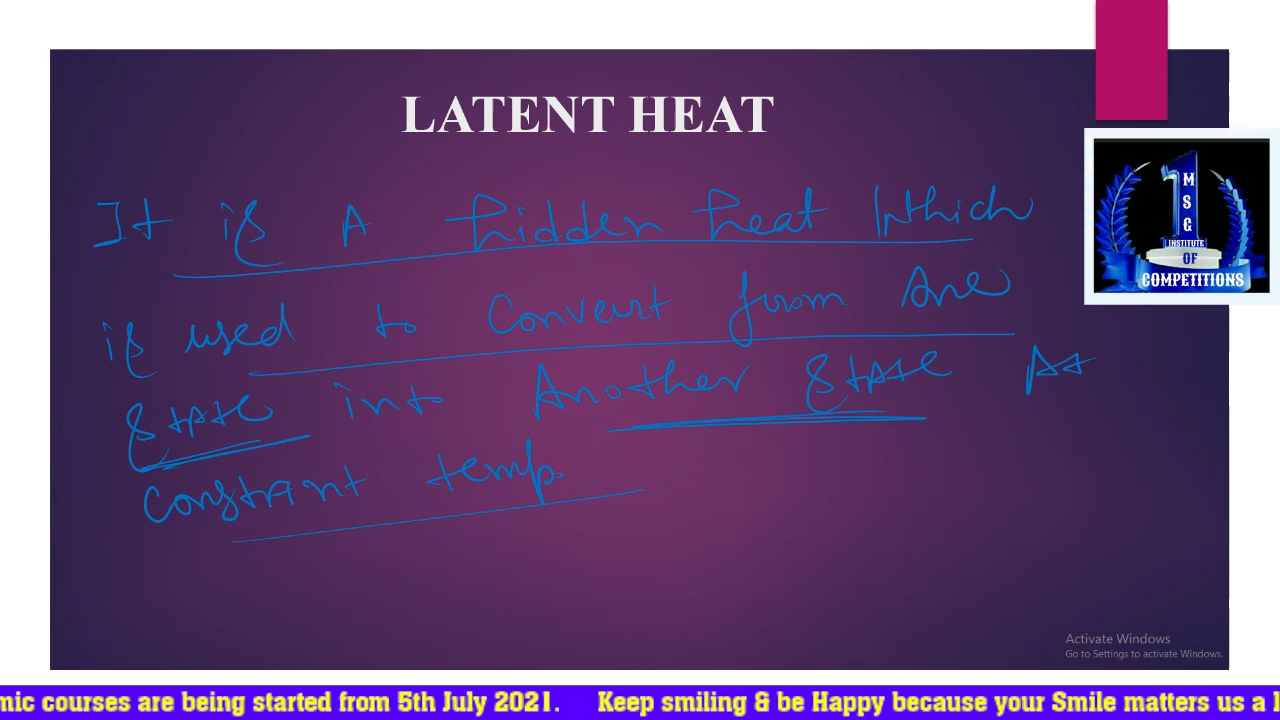 LATENT HEAT
It is A hidden heat Which
is used to Convert from One
State into Another State At
Constant temp.
1
M
S
G
INSTITUTE
OF
COMPETITIONS
Activate Windows
Go to Settings to activate Windows.
mic courses are being started from 5th July 2021. Keep smiling & be Happy because your Smile matters us a l